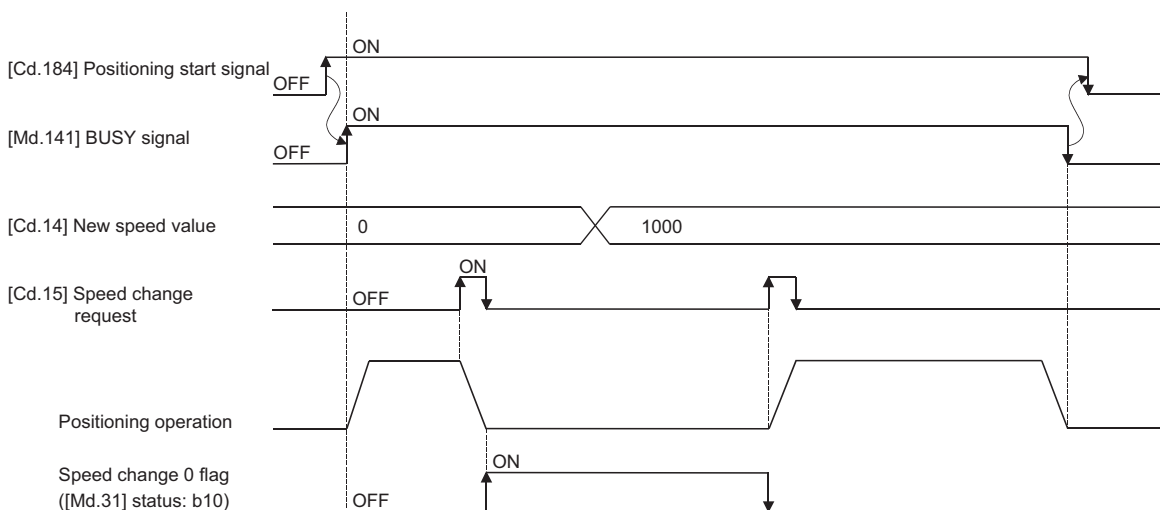 ON
[Cd.184] Positioning start signal
OFF
ON
[Md.141] BUSY signal
OFF
[Cd.14] New speed value
0
1000
ON
[Cd.15] Speed change
request
OFF
Positioning operation
ON
Speed change 0 flag
([Md.31] status: b10)
OFF